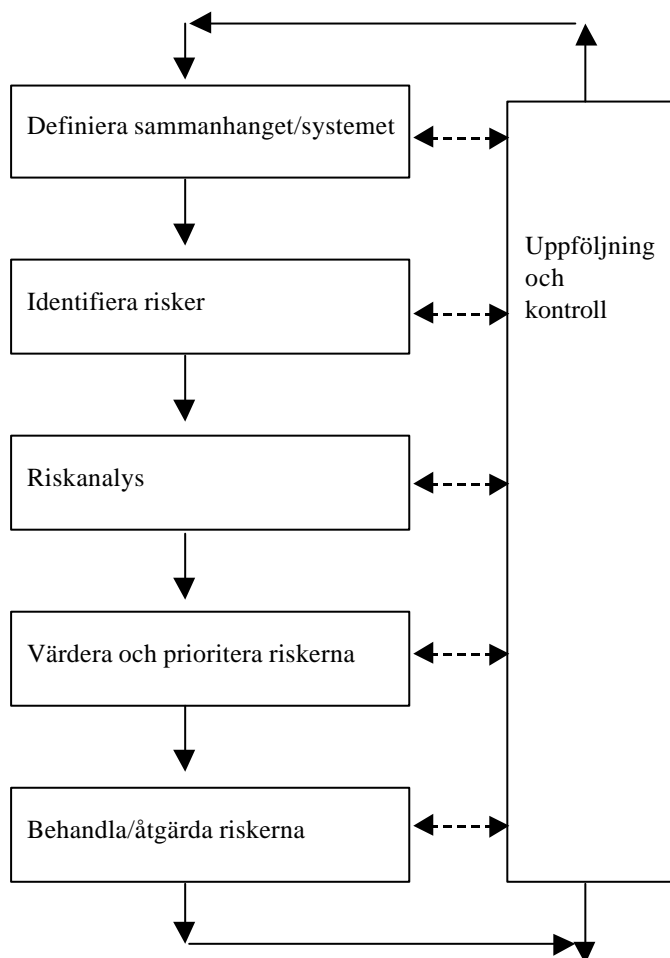 Definiera sammanhanget/systemet
Uppföljning
och
kontroll
Identifiera risker
Riskanalys
Värdera och prioritera riskerna
Behandla/åtgärda riskerna